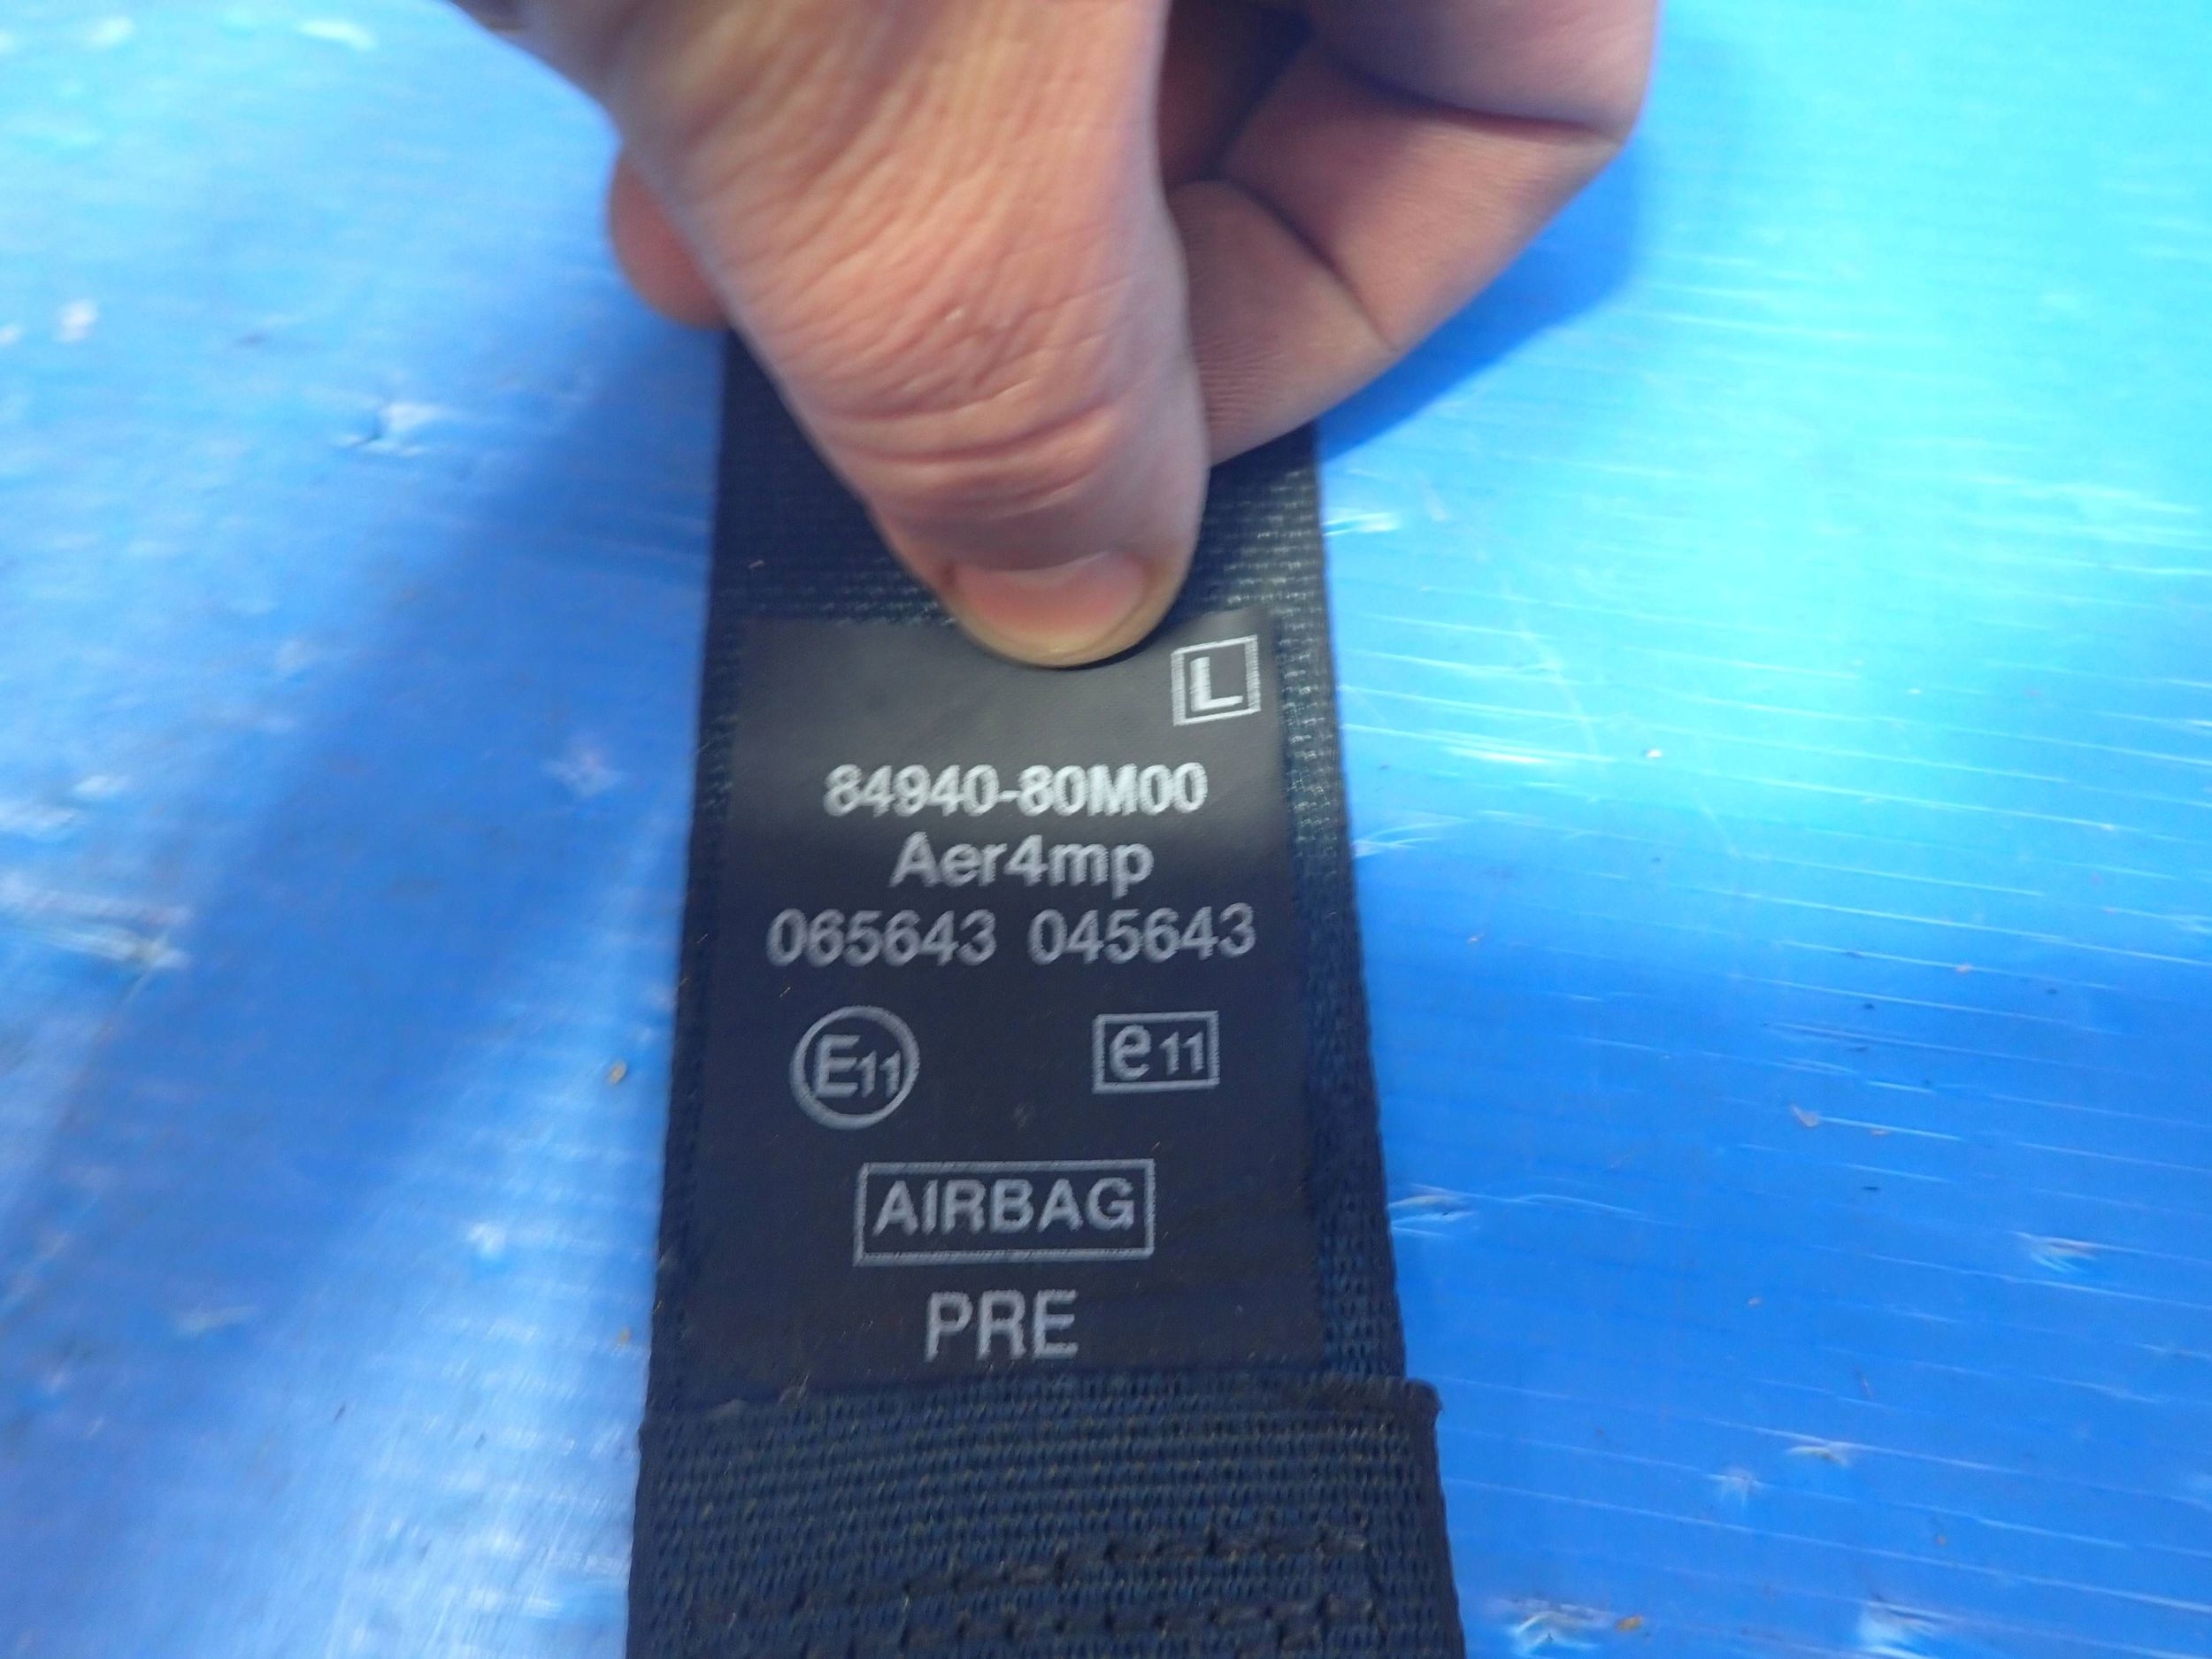 L
84940-80M00
Aer4mp
065643 045643
E11 e11
AIRBAG
PRE